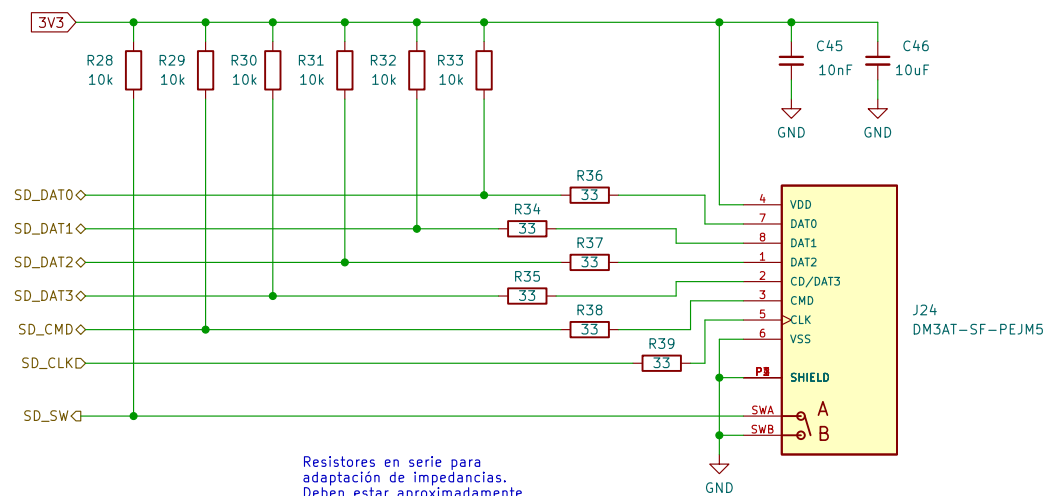 3V3
R28 10k
R29 10k
R30 10k
R31 10k
R32 10k
R33 10k
C45 10nF
C46 10uF
GND
GND
SD_DAT0
R36
33
SD_DAT1
R34
33
SD_DAT2
R37
33
SD_DAT3
R35
33
SD_CMD
R38
33
SD_CLK
R39
33
SD_SW
4 VDD
7 DAT0
8 DAT1
1 DAT2
2 CD/DAT3
3 CMD
5 CLK
6 VSS
SHIELD
SWA A
SWB B
J24
DM3AT-SF-PEJM5
GND
Resistores en serie para
adaptación de impedancias.
Deben estar aproximadamente